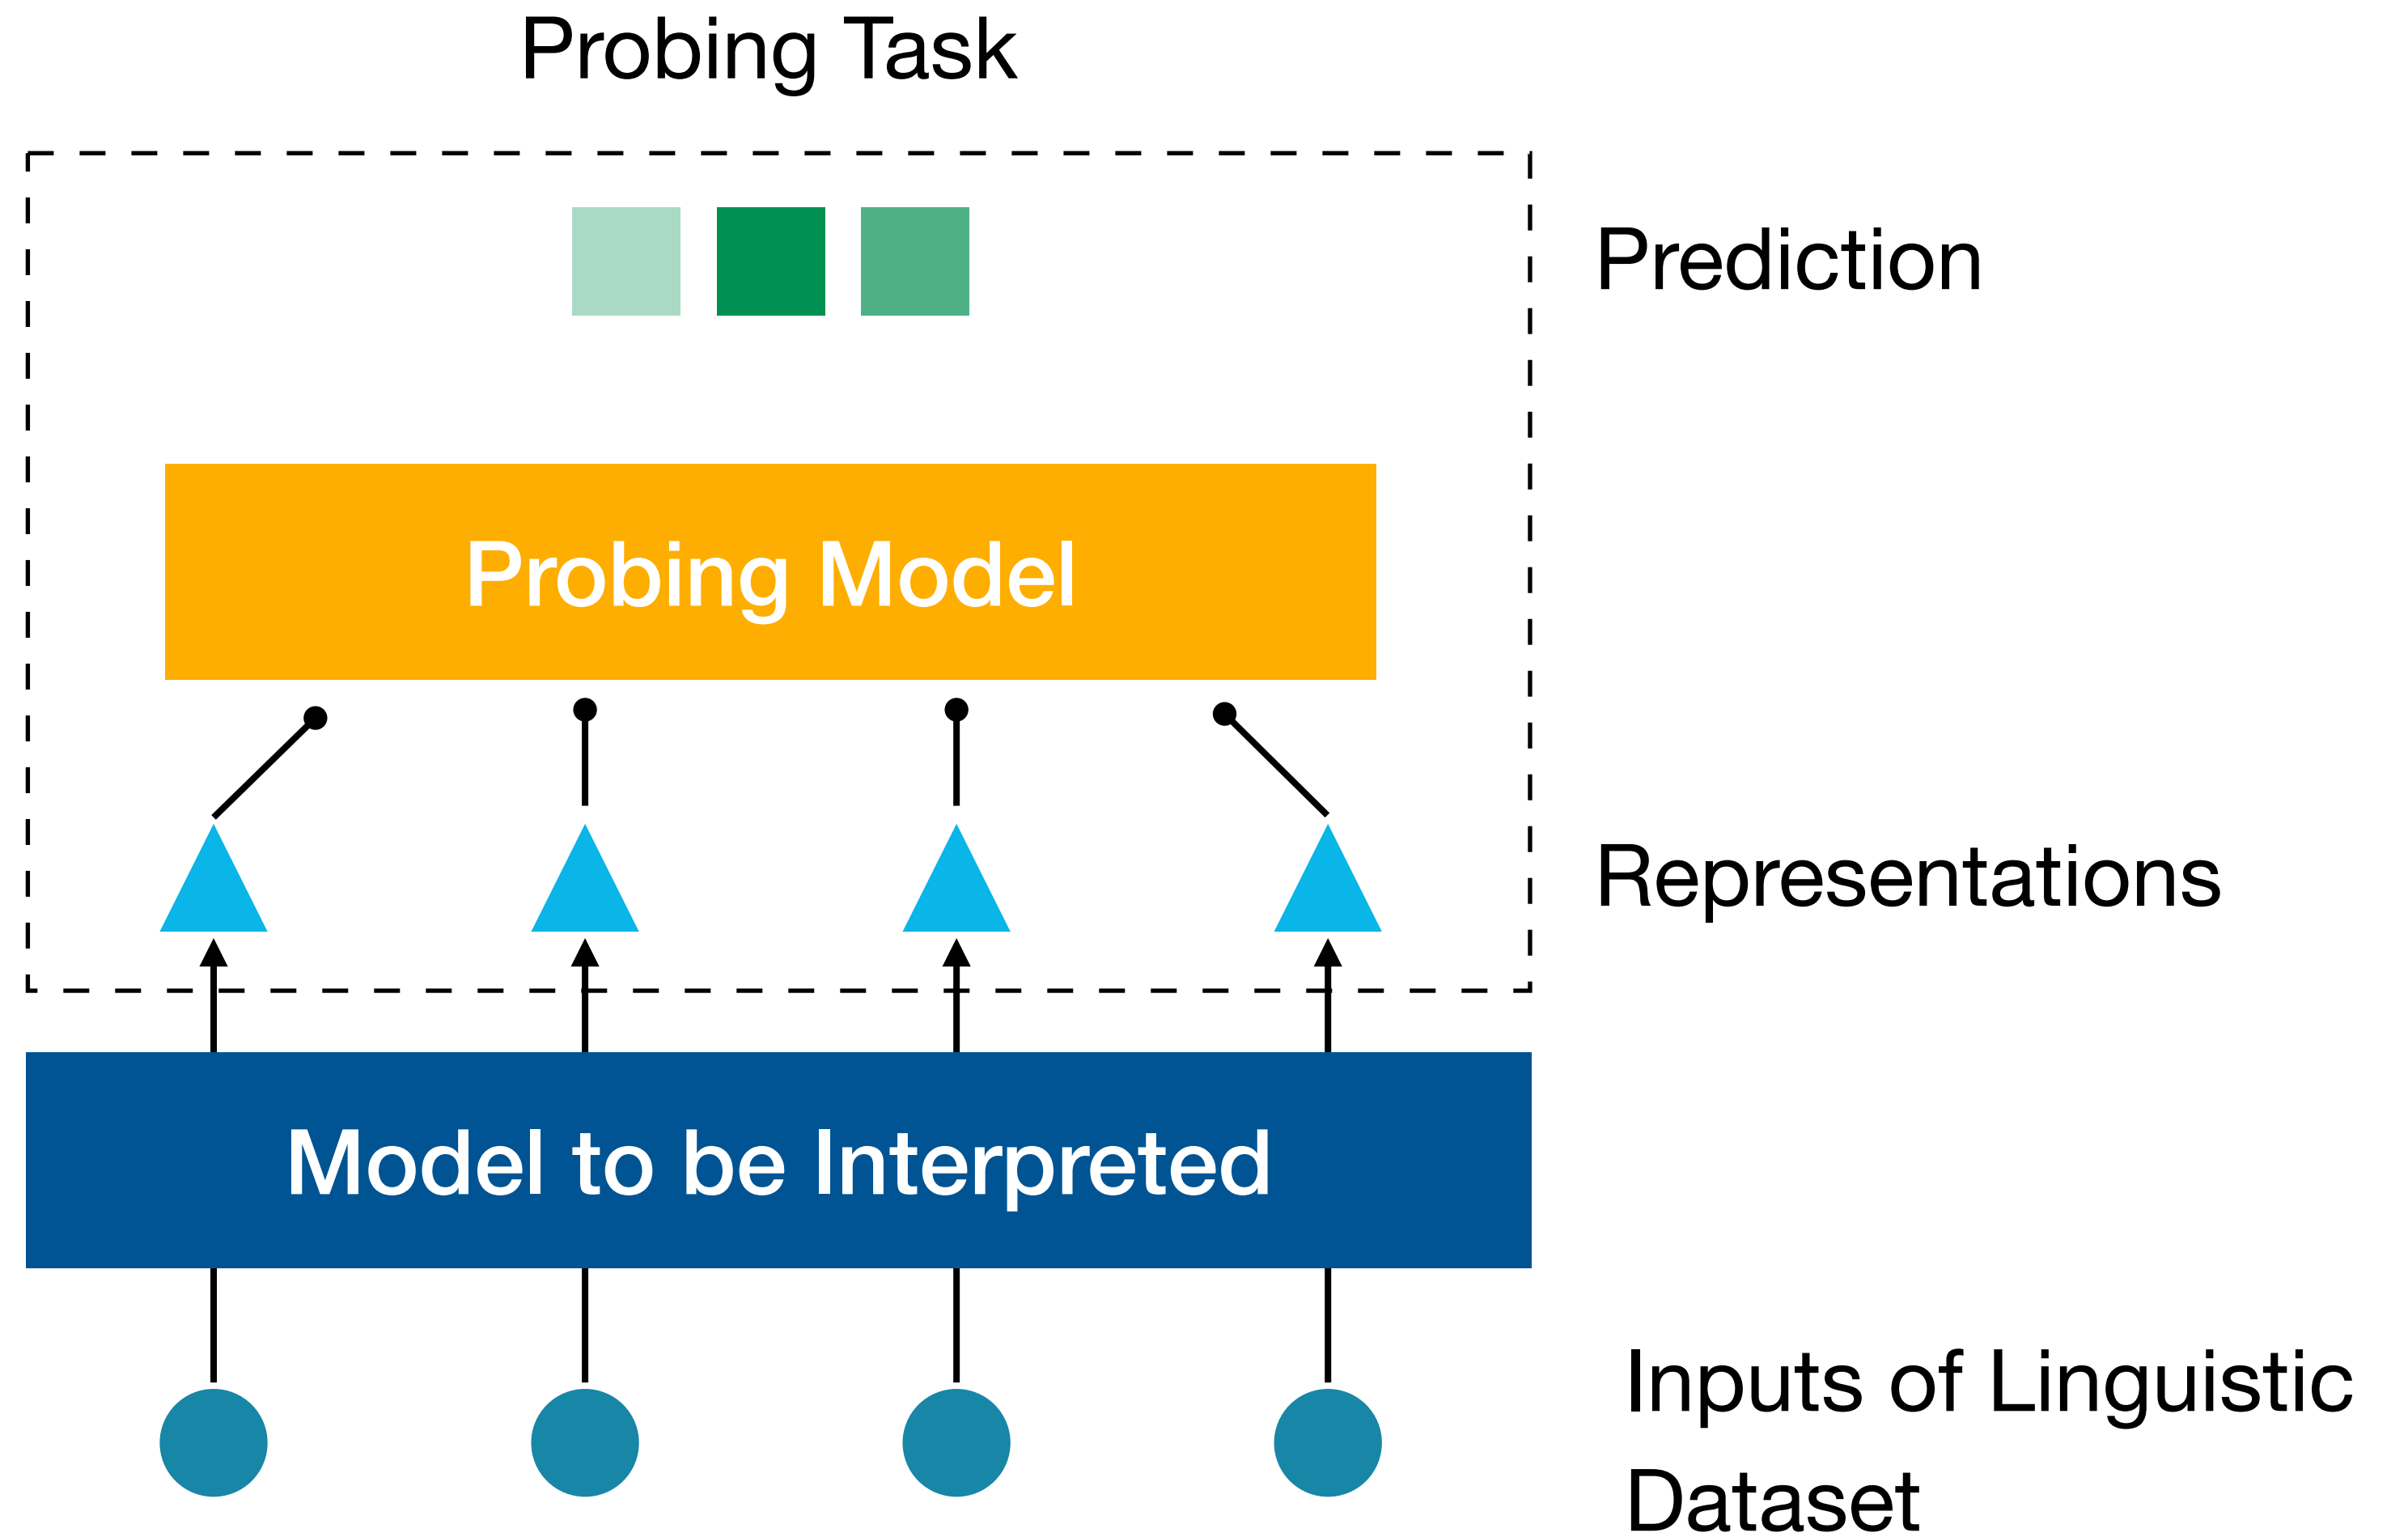 Probing Task
Prediction
Probing Model
Representations
Model to be Interpreted
Inputs of Linguistic
Dataset